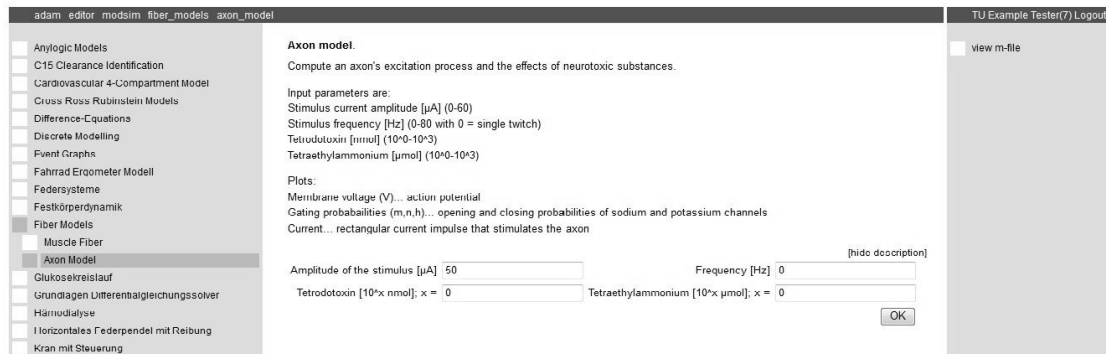 adam editor modsim fiber_models axon_model
TU Example Tester(7) Logout
Anylogic Models
C15 Clearance Identification
Cardiovascular 4-Compartment Model
Cross Ross Rubinstein Models
Difference-Equations
Discrete Modelling
Event Graphs
Fahrrad Ergometer Modell
Federsysteme
Festkörperdynamik
Fiber Models
Muscle Fiber
Axon Model
Glukosekreislauf
Grundlagen Differentialgleichungssolver
Hämodialyse
Horizontales Federpendel mit Reibung
Kran mit Steuerung
Axon model.
Compute an axon's excitation process and the effects of neurotoxic substances.
Input parameters are:
Stimulus current amplitude [µA] (0-60)
Stimulus frequency [Hz] (0-80 with 0 = single twitch)
Tetrodotoxin [nmol] (10^0-10^3)
Tetraethylammonium [µmol] (10^0-10^3)
Plots:
Membrane voltage (V)... action potential
Gating probabailities (m,n,h)... opening and closing probabilities of sodium and potassium channels
Current... rectangular current impulse that stimulates the axon
[hide description]
Amplitude of the stimulus [µA] 50 Frequency [Hz] 0
Tetrodotoxin [10^x nmol]; x = 0 Tetraethylammonium [10^x µmol]; x = 0
OK
view m-file